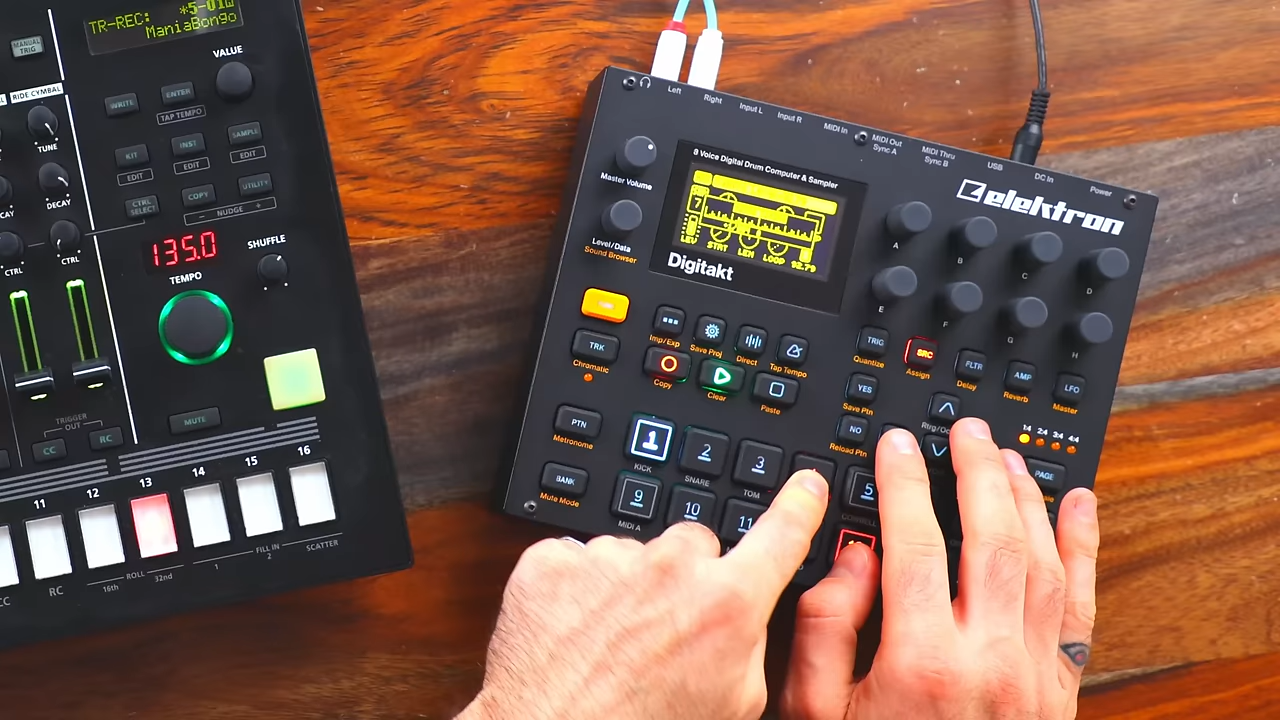 TR-REC: *5-01
ManiaBongo
MANUAL TRIG
VALUE
RIDE CYMBAL
WRITE
ENTER
TAP TEMPO
TUNE
KIT
INST
SAMPLE
EDIT
EDIT
EDIT
DECAY
CTRL SELECT
COPY
UTILITY
- NUDGE +
CTRL
CTRL
135.0
SHUFFLE
TEMPO
TRIGGER OUT
CC
RC
MUTE
11
12
13
14
15
16
RC
16th
ROLL
32nd
1
FILL IN
2
SCATTER
Left
Right
Input L
Input R
MIDI In
MIDI Out
Sync A
MIDI Thru
Sync B
USB
DC In
Power
elektron
8 Voice Digital Drum Computer & Sampler
Master Volume
Level/Data
Sound Browser
7
LEV
STRT
LEN
LOOP
92.79
Digitakt
A
B
C
D
E
F
G
H
TRK
Chromatic
Imp/Exp
Save Proj
Direct
Tap Tempo
Copy
Clear
Paste
TRIG
Quantize
SRC
Assign
FLTR
Delay
AMP
Reverb
LFO
Master
YES
Save Ptn
NO
Reload Ptn
1:4
2:4
3:4
4:4
PAGE
PTN
Metronome
BANK
Mute Mode
1
KICK
2
SNARE
3
TOM
5
COWBELL
9
MIDI A
10
11